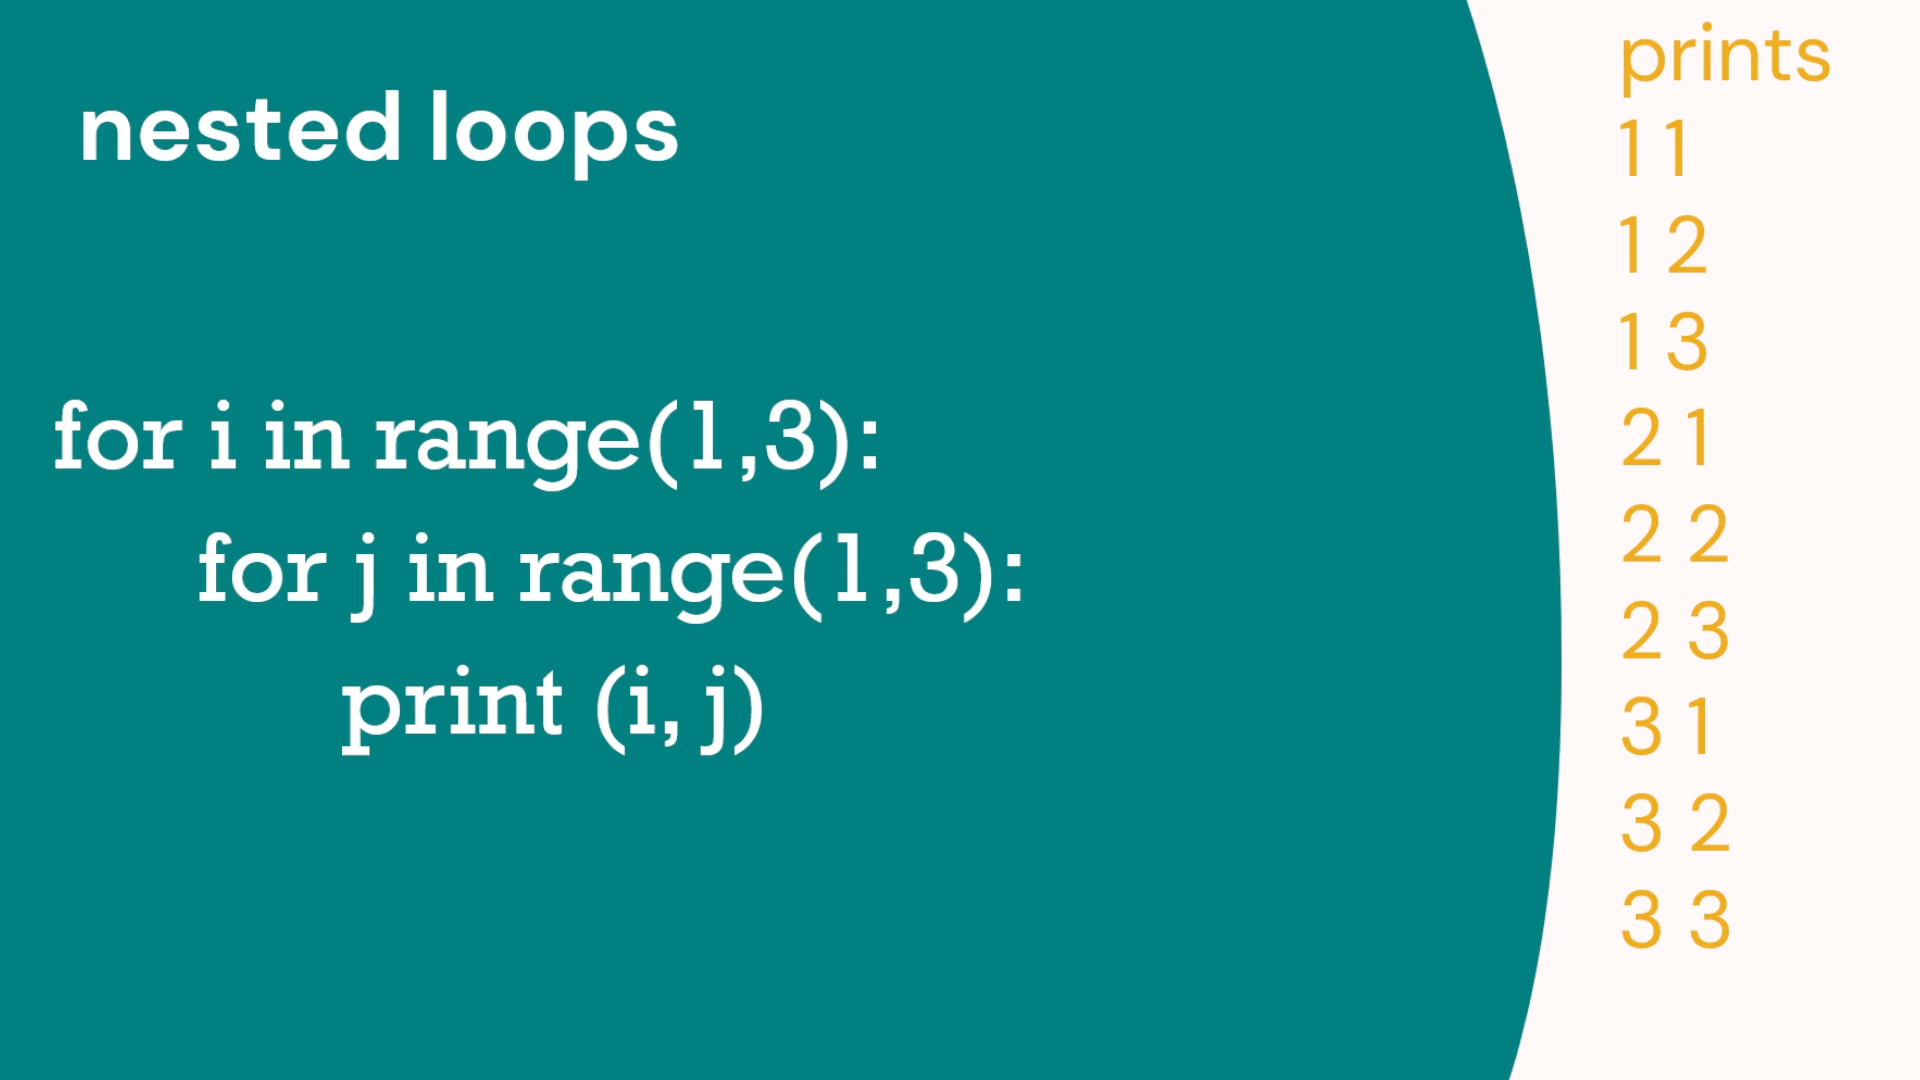 nested loops
for i in range(1,3):
for j in range(1,3):
print (i, j)
prints
1 1
1 2
1 3
2 1
2 2
2 3
3 1
3 2
3 3